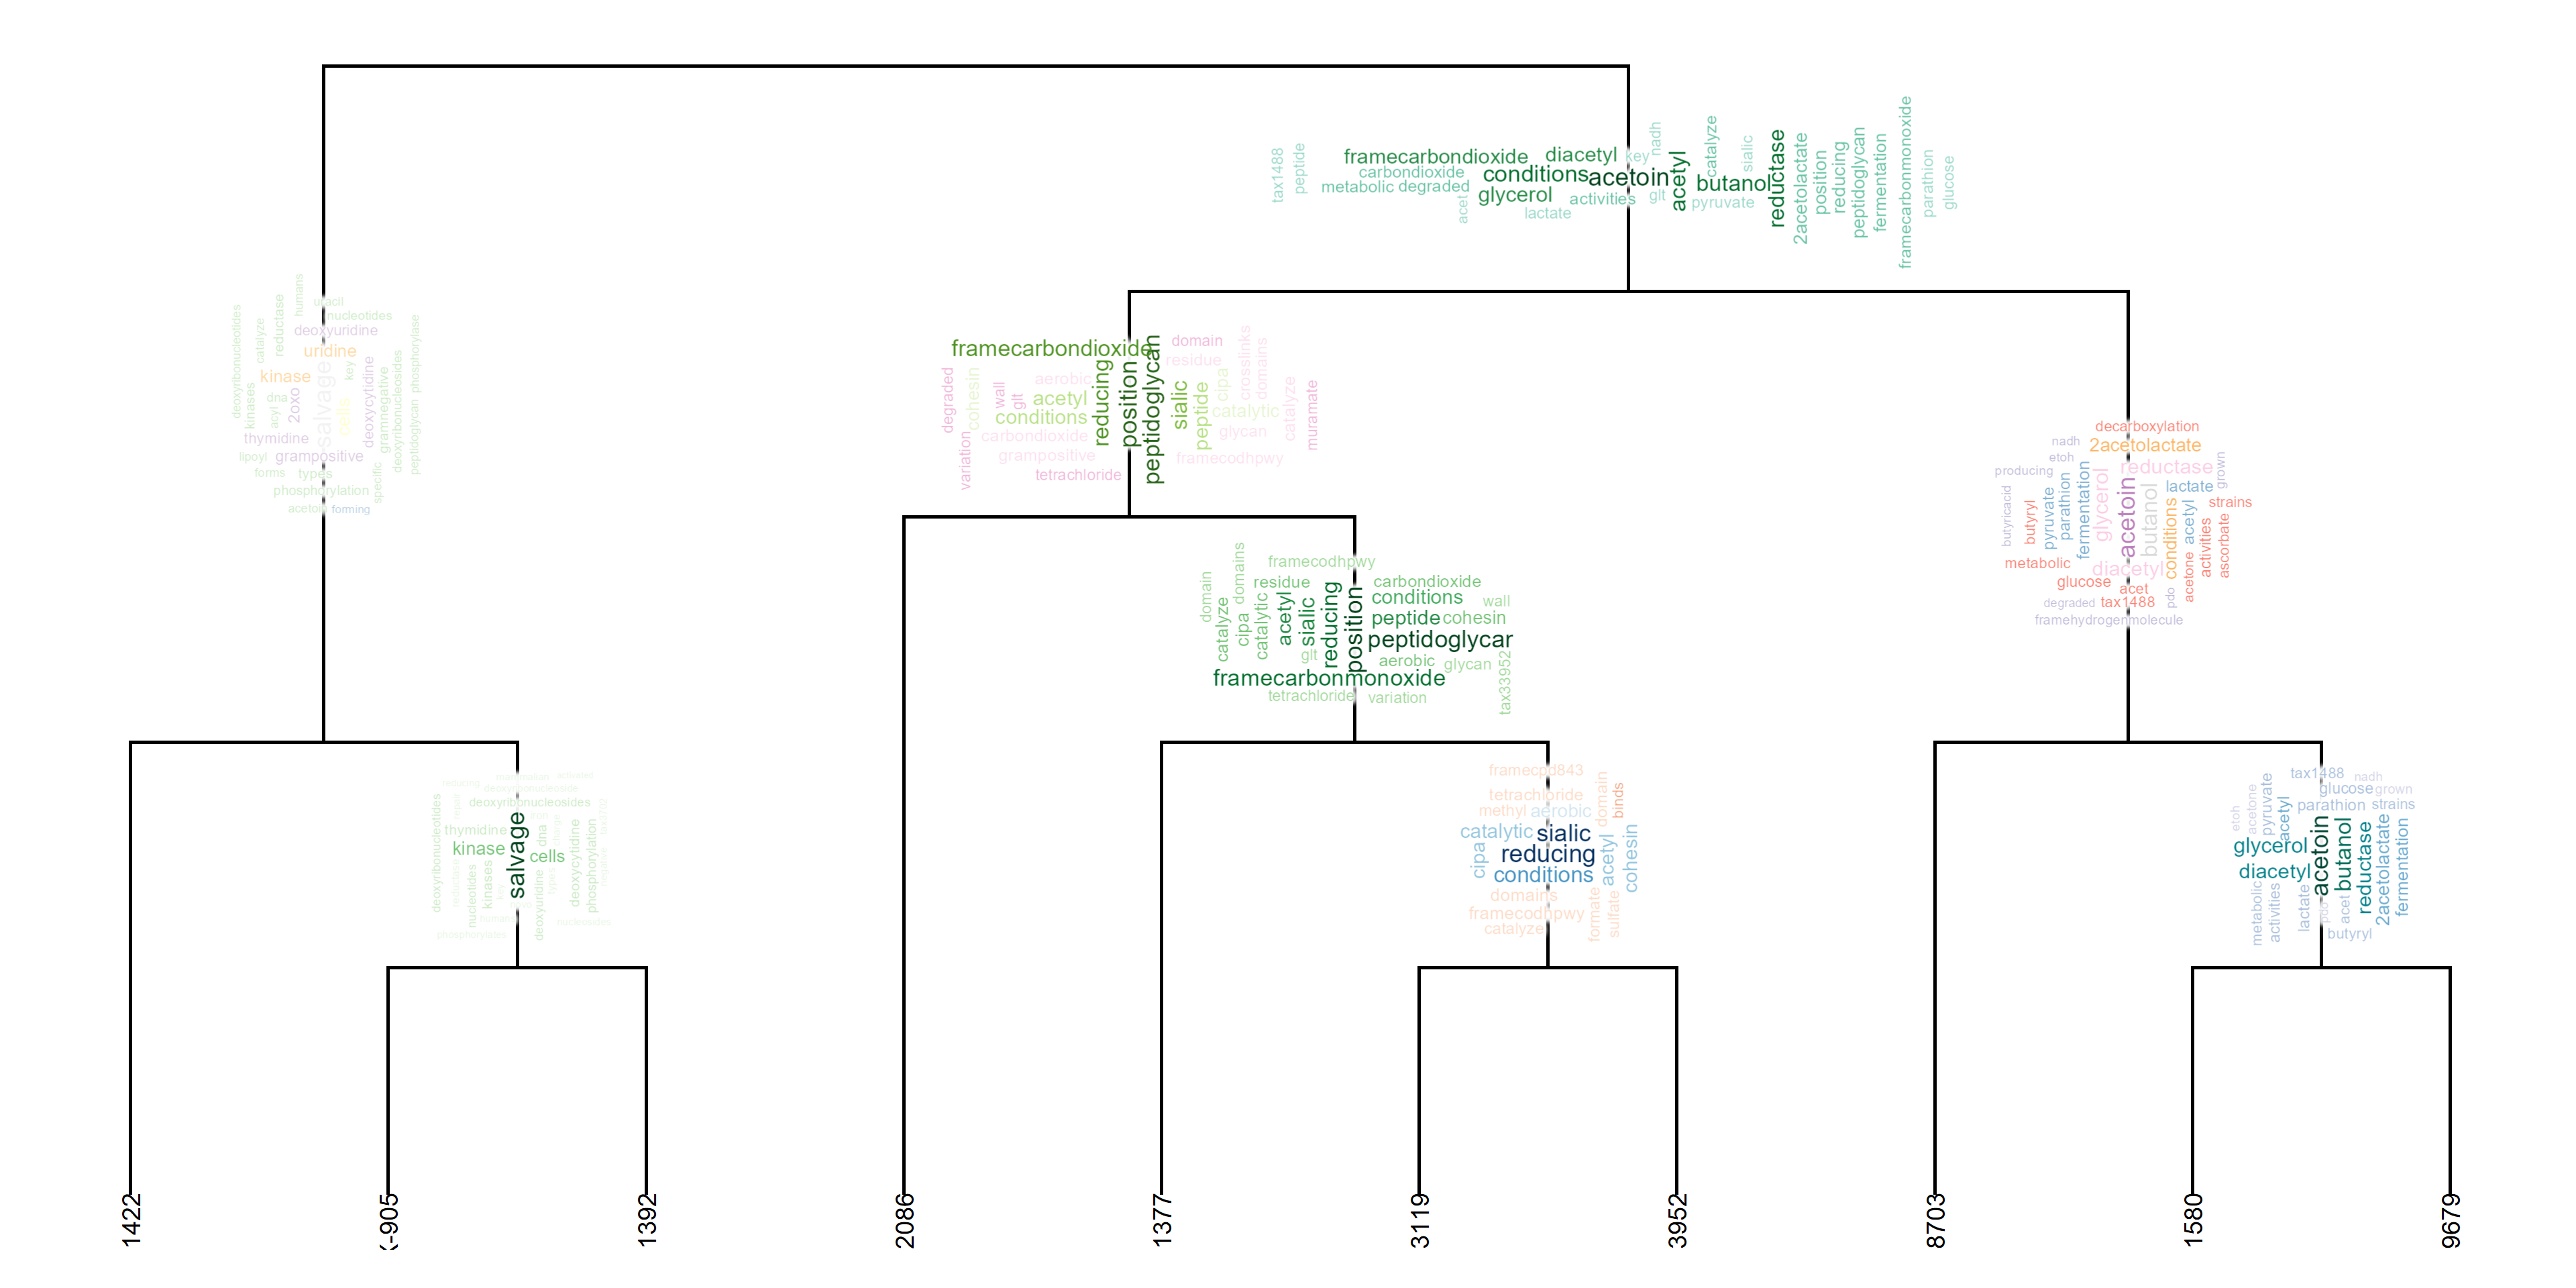 framecarbondioxide diacetyl key nadh
carbondioxide conditions acetoin acetyl
metabolic degraded glycerol activities glt
tax1488 peptide acet lactate
butanol pyruvate catalyze sialic reductase
2acetolactate position reducing peptidoglycan fermentation framecarbonmonoxide parathion glucose
humans uracil
nucleotides
deoxyuridine
uridine
kinase
deoxyribonucleotides catalyze reductase
kinases acyl dna 2oxo salvage key cells deoxycytidine gramnegative deoxyribonucleosides phosphorylase
thymidine
lipoyl grampositive
peptidoglycan
forms types specific
phosphorylation
acetoin forming
framecarbondioxide
domain
residue
crosslinks domains
degraded cohesin wall glt aerobic
acetyl
conditions
carbondioxide
grampositive
tetrachloride
variation
reducing position peptidoglycan sialic peptide cipa
catalytic
glycan
catalyze muramate
framecodhpwy
framecodhpwy
domain domains residue carbondioxide
conditions
wall
catalyze cipa catalytic acetyl sialic reducing position
peptide cohesin
peptidoglycar
glt aerobic glycan
framecarbonmonoxide
tax33952
tetrachloride variation
decarboxylation
nadh 2acetolactate
etoh
producing reductase grown
lactate
strains
butyricacid butyryl pyruvate parathion fermentation glycerol acetoin butanol conditions acetyl activities ascorbate
metabolic diacetyl acetone
glucose acet
degraded tax1488 pdo
framehydrogenmolecule
reducing mammalian
deoxyribonucleoside
deoxyribonucleosides
deoxyribonucleotides thymidine
kinase salvage dna cells
reductase nucleotides kinases deoxyuridine types deoxycytidine phosphorylation
nucleosides
framecpd843
tetrachloride domain binds
methyl aerobic
catalytic sialic
reducing
conditions
cipa acetyl cohesin
domains
framecodhpwy
catalyze formate sulfate
tax1488 nadh
glucose grown
parathion strains
etoh acetone pyruvate acetyl
glycerol
diacetyl
acetoin butanol reductase 2acetolactate fermentation
metabolic activities lactate pdo acet
butyryl
1422
1392
2086
1377
3119
3952
8703
1580
9679